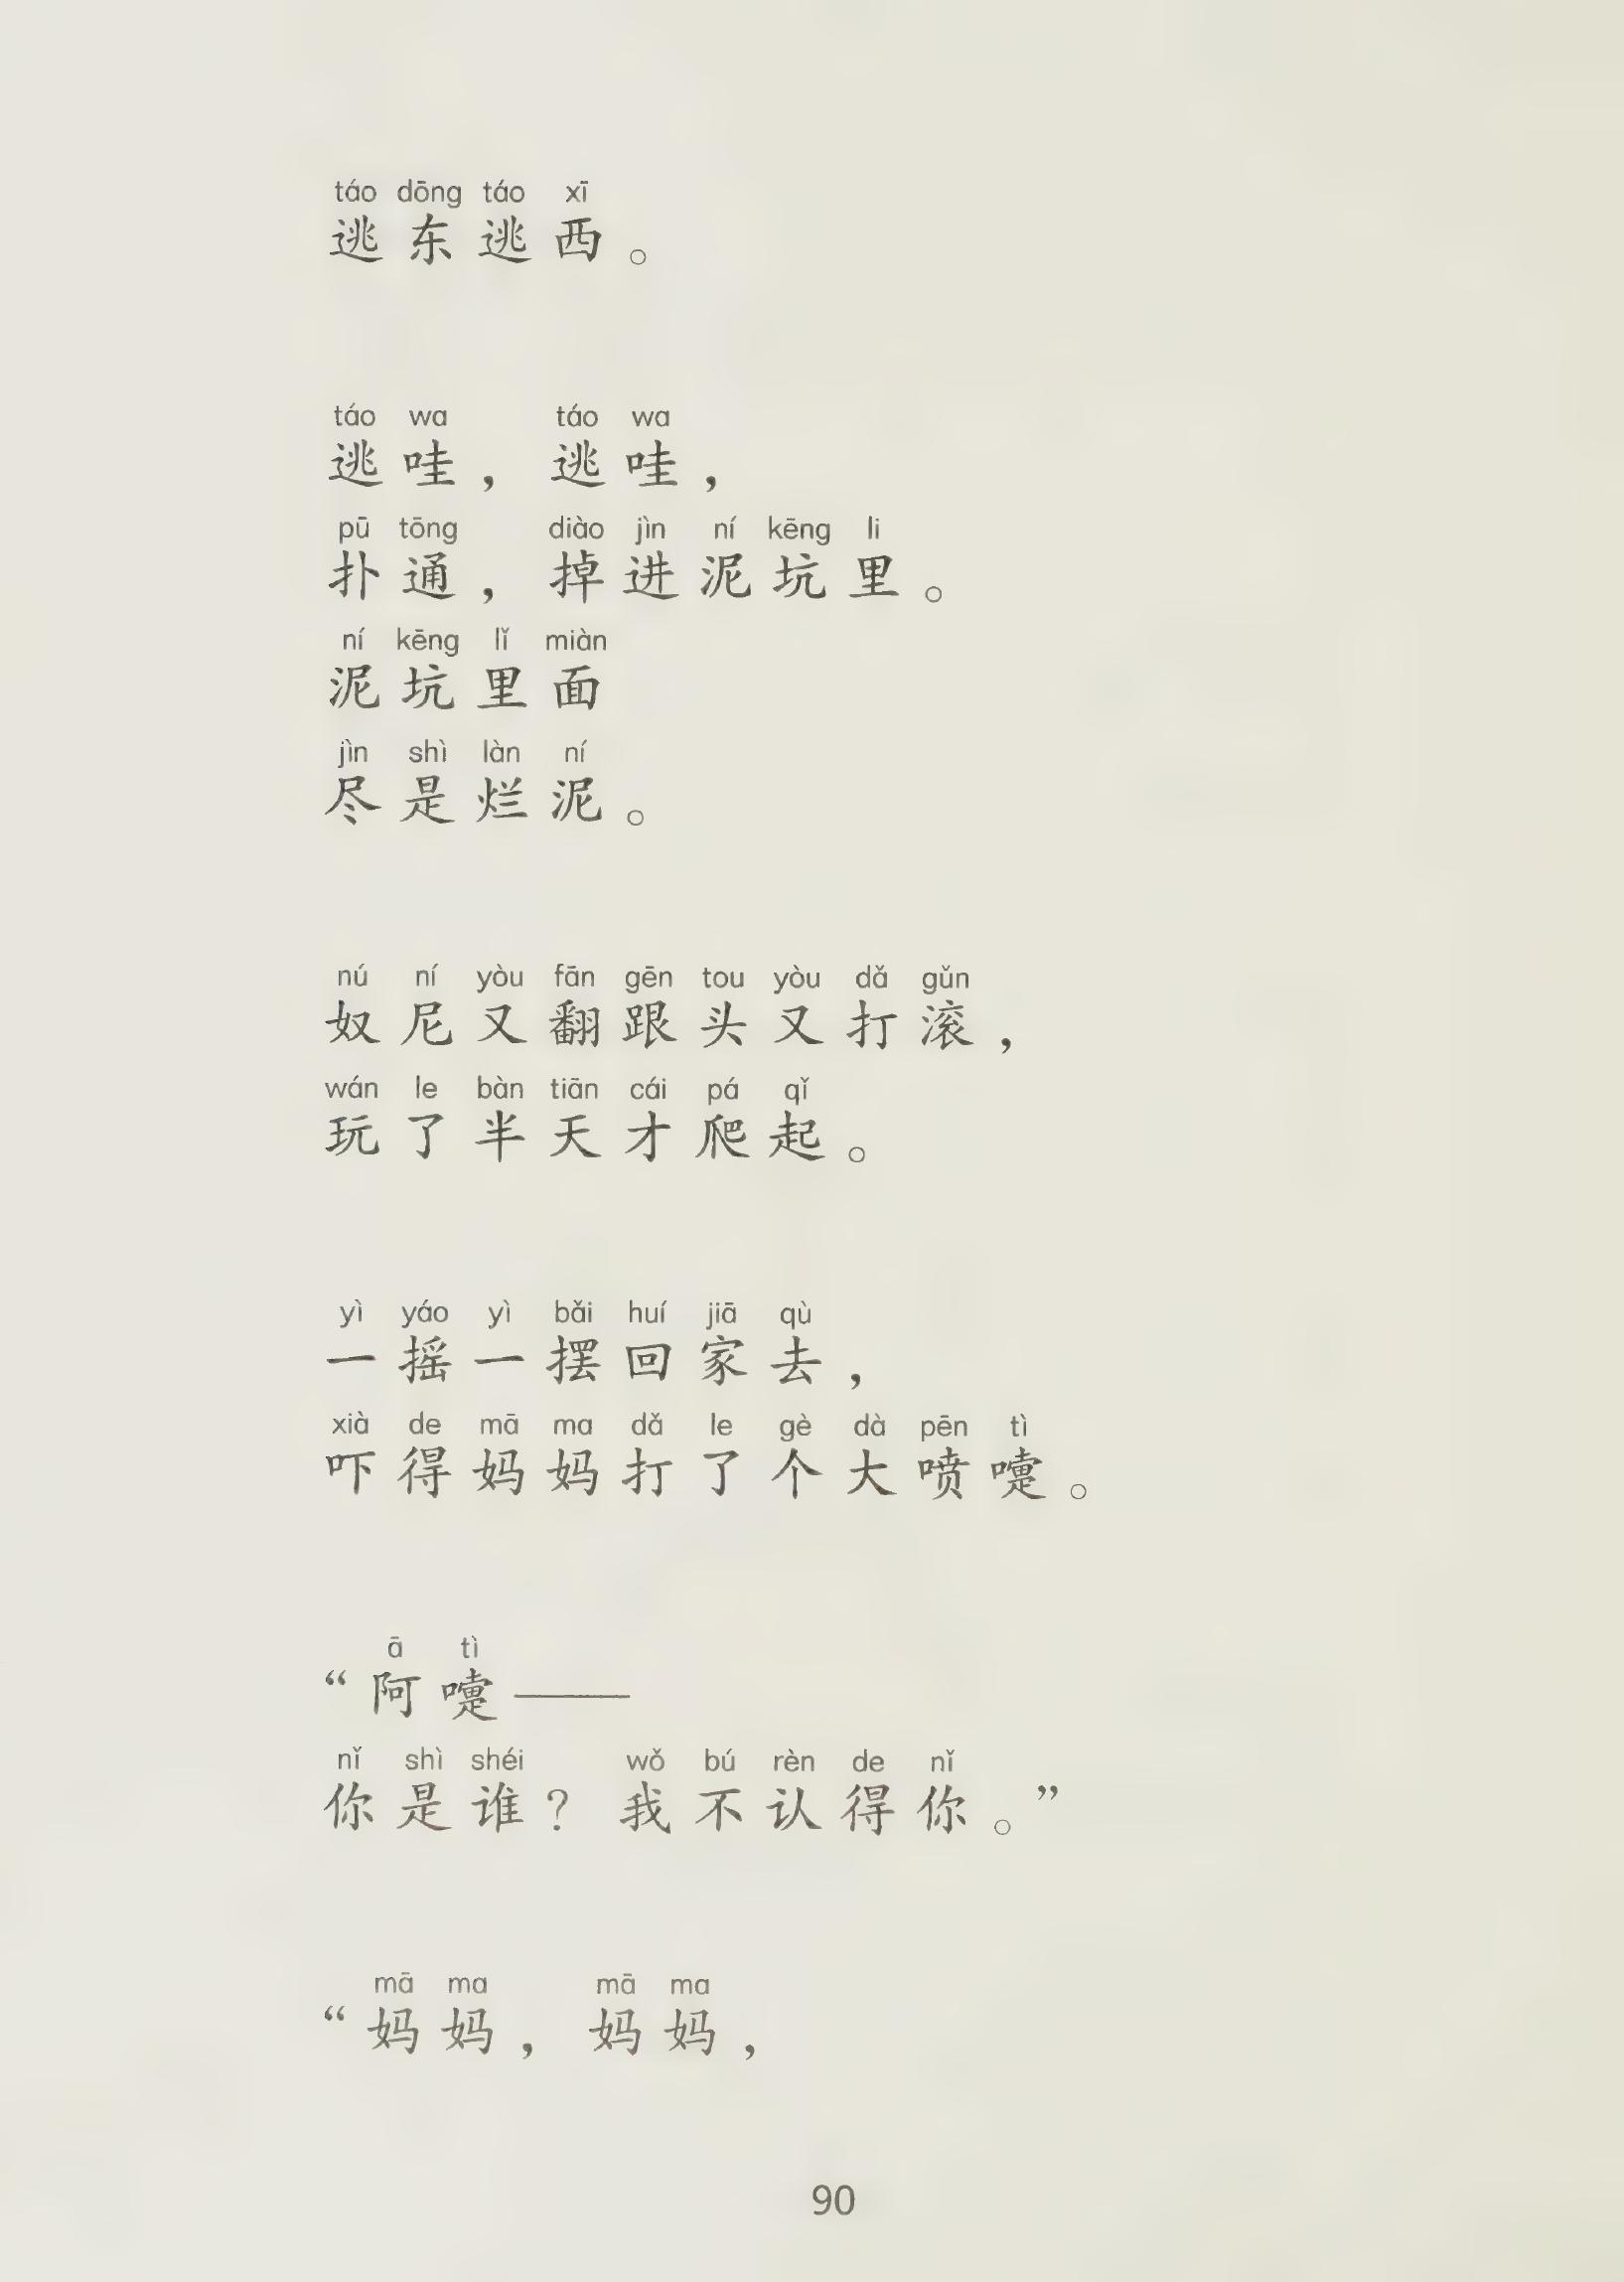 táo dōng táo xī
逃东逃西。
táo wa táo wa
逃哇，逃哇，
pū tōng diào jìn ní kēng li
扑通，掉进泥坑里。
ní kēng lǐ miàn
泥坑里面
jìn shì làn ní
尽是烂泥。
nú ní yòu fān gēn tou yòu dǎ gǔn
奴尼又翻跟头又打滚，
wán le bàn tiān cái pá qǐ
玩了半天才爬起。
yì yáo yì bǎi huí jiā qù
一摇一摆回家去，
xià de mā ma dǎ le gè dà pēn tì
吓得妈妈打了个大喷嚏。
ā tì
“阿嚏——
nǐ shì shéi wǒ bú rèn de nǐ
你是谁？我不认得你。”
mā ma mā ma
“妈妈，妈妈，
90